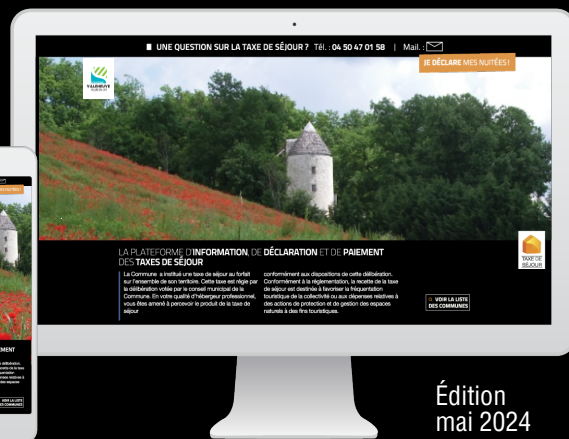 UNE QUESTION SUR LA TAXE DE SÉJOUR ? Tél. : 04 50 47 01 58 | Mail. :
JE DÉCLARE MES NUITÉES !
VILLENEUVE
LA PLATEFORME D'INFORMATION, DE DÉCLARATION ET DE PAIEMENT
DES TAXES DE SÉJOUR
La Commune a institué une taxe de séjour au forfait
sur l'ensemble de son territoire. Cette taxe est régie par
la délibération votée par le conseil municipal de la
Commune. En votre qualité d'hébergeur professionnel,
vous êtes amené à percevoir le produit de la taxe de
séjour
conformément aux dispositions de cette délibération.
Conformément à la réglementation, la recette de la taxe
de séjour est destinée à favoriser la fréquentation
touristique de la collectivité ou aux dépenses relatives à
des actions de protection et de gestion des espaces
naturels à des fins touristiques.
TAXE DE
SÉJOUR
VOIR LA LISTE
DES COMMUNES
VOIR LA LISTE
DES COMMUNES
Édition
mai 2024